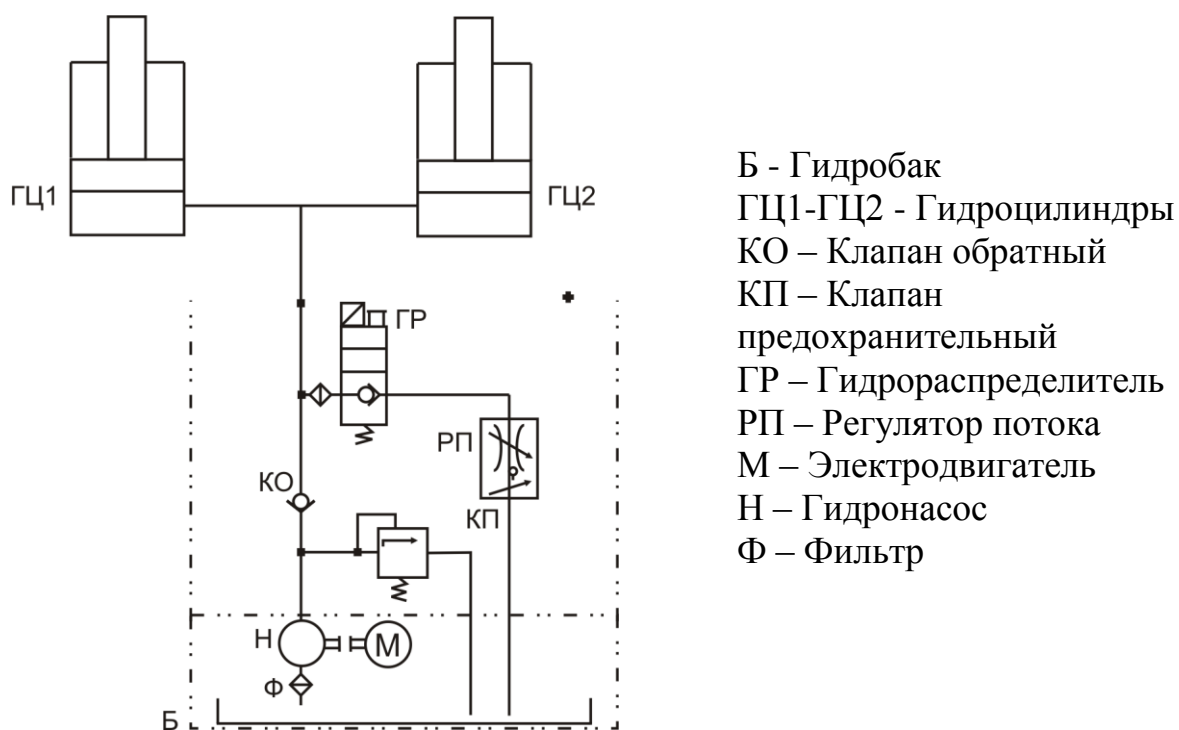 ГЦ1
ГЦ2
ГР
РП
КО
КП
Н
М
Ф
Б
Б - Гидробак
ГЦ1-ГЦ2 - Гидроцилиндры
КО – Клапан обратный
КП – Клапан
предохранительный
ГР – Гидрораспределитель
РП – Регулятор потока
М – Электродвигатель
Н – Гидронасос
Ф – Фильтр